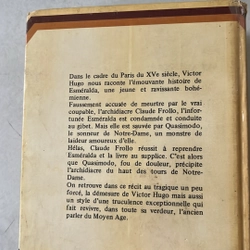 Dans le cadre du Paris du XVe siècle, Victor
Hugo nous raconte l'émouvante histoire de
Esméralda, une jeune et ravissante bohé-
mienne.
Faussement accusée de meurtre par le vrai
coupable, l'archidiacre Claude Frollo, l'infor-
tunée Esméralda est condamnée et conduite
au gibet. Mais elle est sauvée par Quasimodo,
le sonneur de Notre-Dame, un monstre de
laideur amoureux d'elle.
Hélas, Claude Frollo réussit à reprendre
Esméralda et la livre au supplice. C'est alors
que Quasimodo, fou de douleur, précipite
l'archidiacre du haut des tours de Notre-
Dame.
On retrouve dans ce récit au tragique un peu
forcé, la démesure de Victor Hugo mais aussi
un style d'une truculence exceptionnelle qui
fait revivre, dans toute sa verdeur, l'ancien
parler du Moyen Age.